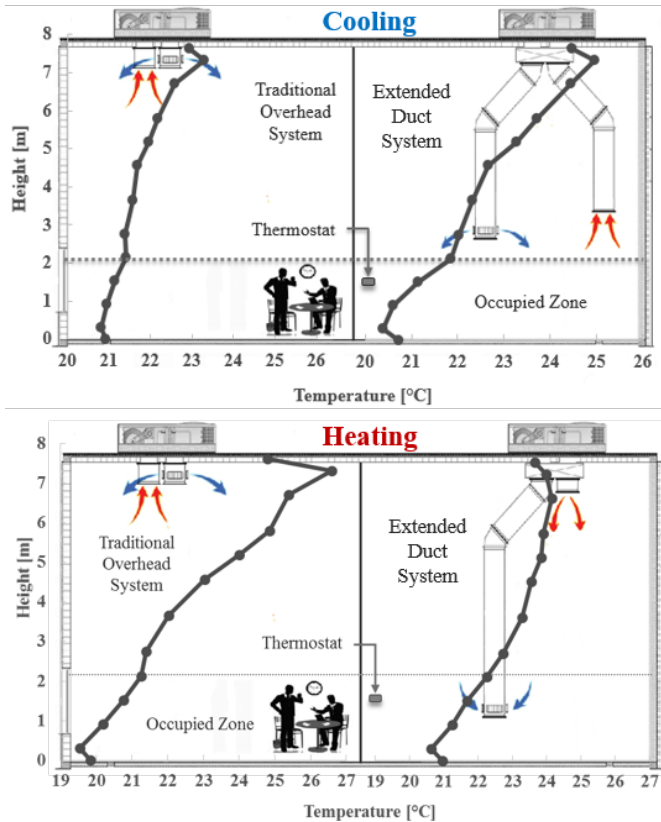 Cooling
8
7
6
5
4
3
2
1
0
Height [m]
Traditional
Overhead
System
Extended
Duct
System
Thermostat
Occupied Zone
20 21 22 23 24 25 26 20 21 22 23 24 25 26
Temperature [°C]
Heating
8
7
6
5
4
3
2
1
0
Height [m]
Traditional
Overhead
System
Extended
Duct
System
Thermostat
Occupied Zone
19 20 21 22 23 24 25 26 27 19 20 21 22 23 24 25 26 27
Temperature [°C]